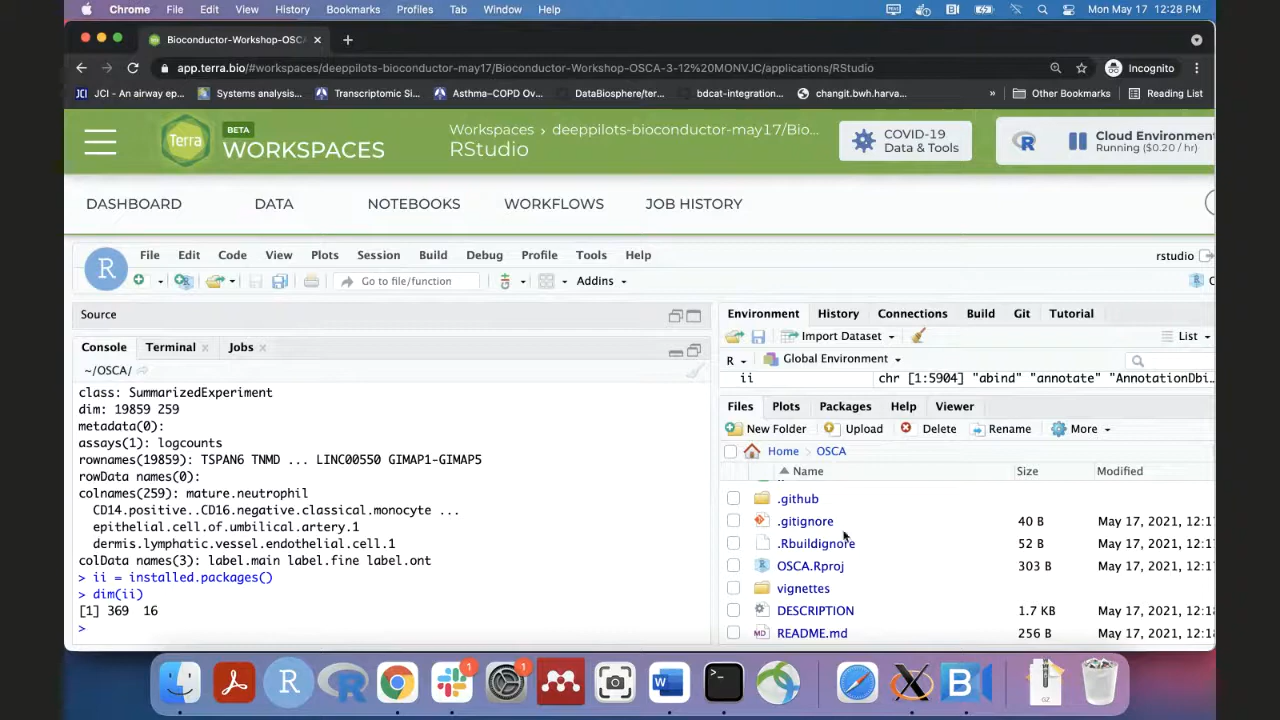 Chrome File Edit View History Bookmarks Profiles Tab Window Help Mon May 17 12:28 PM
Bioconductor-Workshop-OSCA
app.terra.bio/#workspaces/deeppilots-bioconductor-may17/Bioconductor-Workshop-OSCA-3-12%20MONVJC/applications/RStudio Incognito
JCI - An airway ep... Systems analysis... Transcriptomic Si... Asthma–COPD Ov... DataBiosphere/ter... bdcat-integration... changit.bwh.harva... » Other Bookmarks Reading List
Terra BETA WORKSPACES
Workspaces › deeppilots-bioconductor-may17/Bio...
RStudio
COVID-19
Data & Tools
Cloud Environment
Running ($0.20 / hr)
DASHBOARD DATA NOTEBOOKS WORKFLOWS JOB HISTORY
R File Edit Code View Plots Session Build Debug Profile Tools Help rstudio
Go to file/function Addins
Source
Console Terminal Jobs
~/OSCA/
class: SummarizedExperiment
dim: 19859 259
metadata(0):
assays(1): logcounts
rownames(19859): TSPAN6 TNMD ... LINC00550 GIMAP1-GIMAP5
rowData names(0):
colnames(259): mature.neutrophil
CD14.positive..CD16.negative.classical.monocyte ...
epithelial.cell.of.umbilical.artery.1
dermis.lymphatic.vessel.endothelial.cell.1
colData names(3): label.main label.fine label.ont
> ii = installed.packages()
> dim(ii)
[1] 369 16
>
Environment History Connections Build Git Tutorial
Import Dataset List
R Global Environment
ii chr [1:5904] "abind" "annotate" "AnnotationDbi...
Files Plots Packages Help Viewer
New Folder Upload Delete Rename More
Home OSCA
Name Size Modified
.github
.gitignore 40 B May 17, 2021, 12:1
.Rbuildignore 52 B May 17, 2021, 12:1
OSCA.Rproj 303 B May 17, 2021, 12:1
vignettes
DESCRIPTION 1.7 KB May 17, 2021, 12:1
README.md 256 B May 17, 2021, 12:1